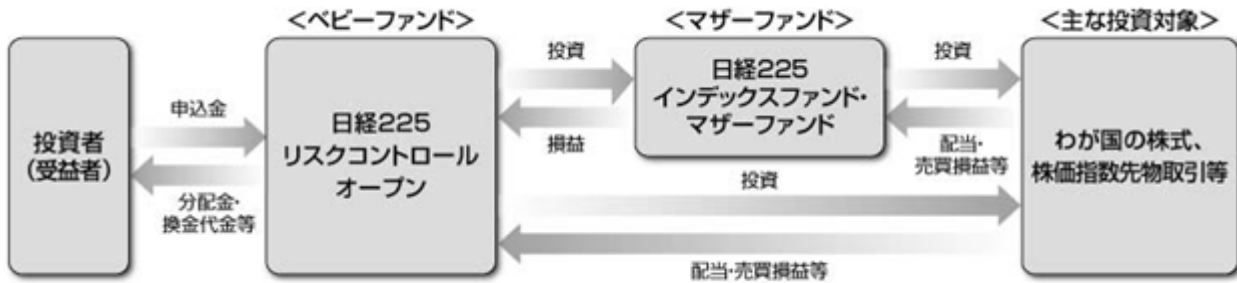 <ベビーファンド>
<マザーファンド>
<主な投資対象>
投資者
(受益者)
申込金
分配金・
換金代金等
日経225
リスクコントロール
オープン
投資
損益
日経225
インデックスファンド・
マザーファンド
投資
配当・
売買損益等
投資
配当・売買損益等
わが国の株式、
株価指数先物取引等